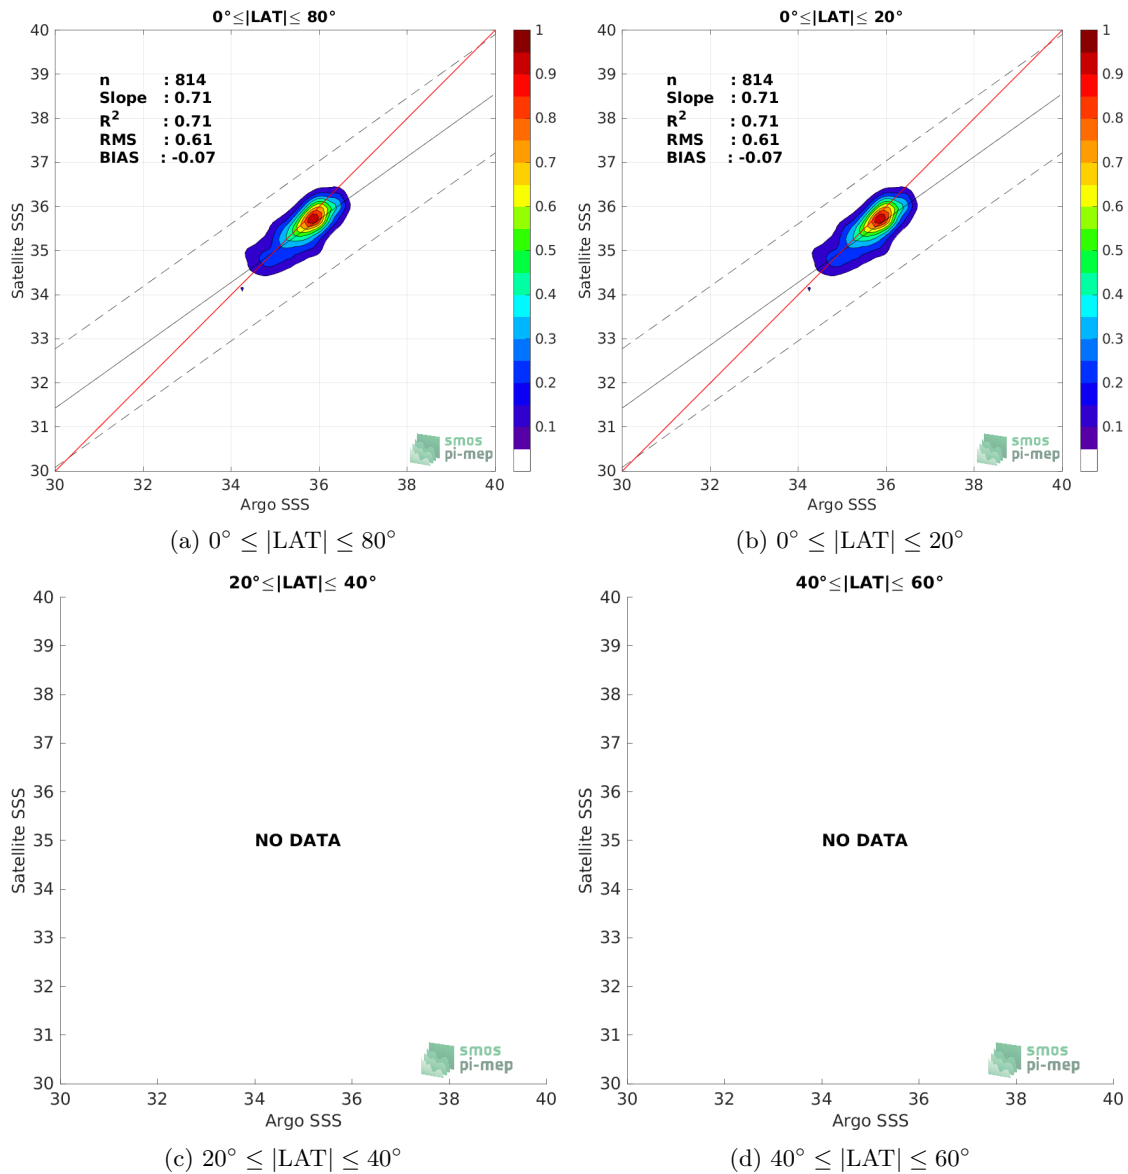 0°≤|LAT|≤ 80°
40
39
38
37
36
35
34
33
32
31
30
Satellite SSS
n : 814
Slope : 0.71
R² : 0.71
RMS : 0.61
BIAS : -0.07
smos
pi-mep
30 32 34 36 38 40
Argo SSS
1
0.9
0.8
0.7
0.6
0.5
0.4
0.3
0.2
0.1
(a) 0° ≤ |LAT| ≤ 80°
0°≤|LAT|≤ 20°
40
39
38
37
36
35
34
33
32
31
30
Satellite SSS
n : 814
Slope : 0.71
R² : 0.71
RMS : 0.61
BIAS : -0.07
smos
pi-mep
30 32 34 36 38 40
Argo SSS
1
0.9
0.8
0.7
0.6
0.5
0.4
0.3
0.2
0.1
(b) 0° ≤ |LAT| ≤ 20°
20°≤|LAT|≤ 40°
40
39
38
37
36
35
34
33
32
31
30
Satellite SSS
NO DATA
smos
pi-mep
30 32 34 36 38 40
Argo SSS
(c) 20° ≤ |LAT| ≤ 40°
40°≤|LAT|≤ 60°
40
39
38
37
36
35
34
33
32
31
30
Satellite SSS
NO DATA
smos
pi-mep
30 32 34 36 38 40
Argo SSS
(d) 40° ≤ |LAT| ≤ 60°